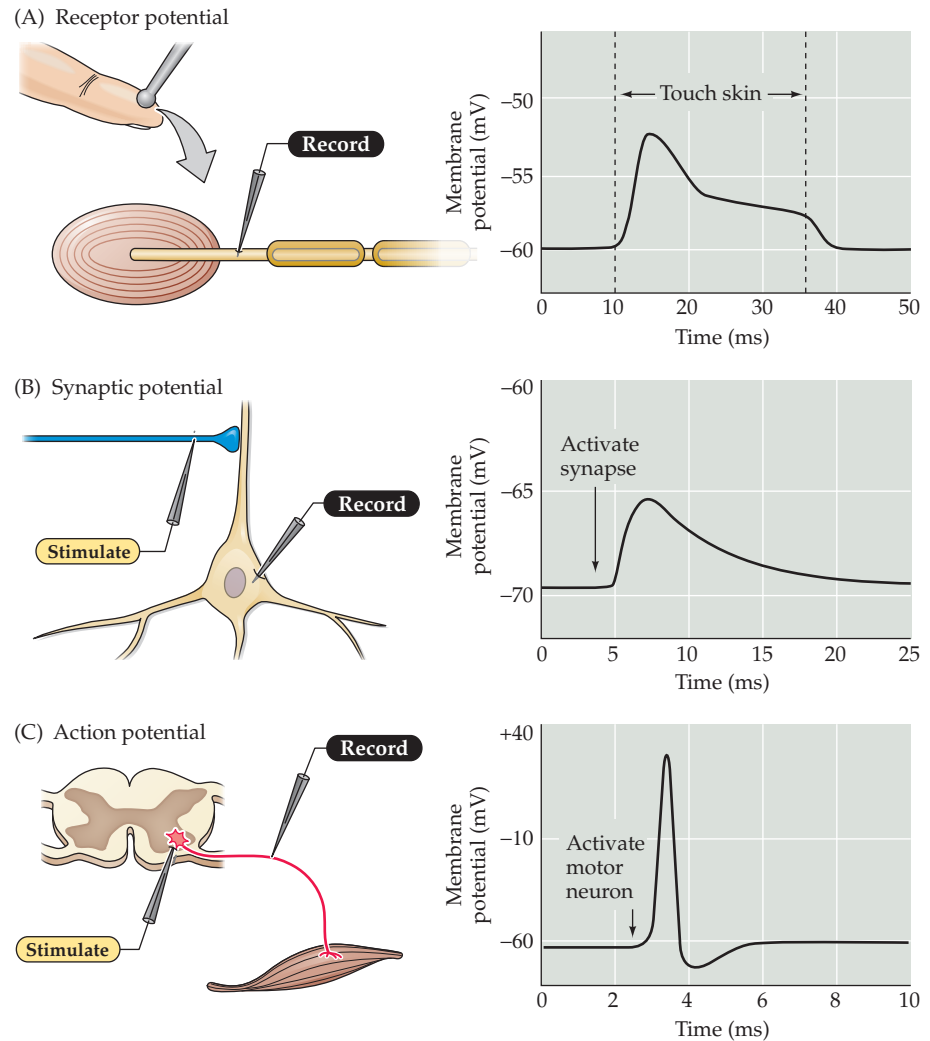 (A) Receptor potential
Record
Membrane
potential (mV)
–50
–55
–60
Touch skin
0 10 20 30 40 50
Time (ms)
(B) Synaptic potential
Stimulate
Record
Membrane
potential (mV)
–60
–65
–70
Activate
synapse
0 5 10 15 20 25
Time (ms)
(C) Action potential
Record
Stimulate
Membrane
potential (mV)
+40
–10
–60
Activate
motor
neuron
0 2 4 6 8 10
Time (ms)